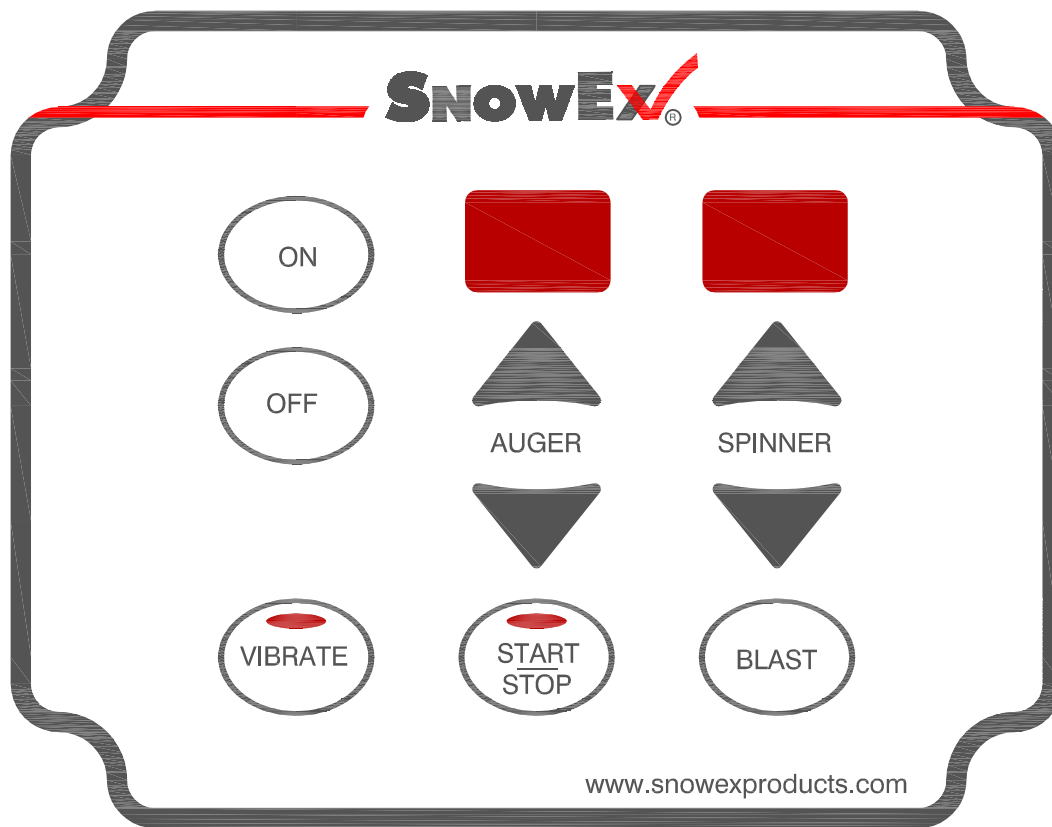 SNOWEX®
ON
OFF
AUGER
SPINNER
VIBRATE
START
STOP
BLAST
www.snowexproducts.com